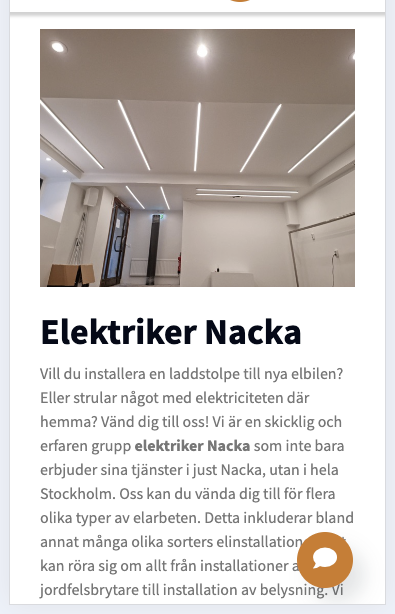 Elektriker Nacka
Vill du installera en laddstolpe till nya elbilen?
Eller strular något med elektriciteten där
hemma? Vänd dig till oss! Vi är en skicklig och
erfaren grupp elektriker Nacka som inte bara
erbjuder sina tjänster i just Nacka, utan i hela
Stockholm. Oss kan du vända dig till för flera
olika typer av elarbeten. Detta inkluderar bland
annat många olika sorters elinstallation
kan röra sig om allt från installationer
jordfelsbrytare till installation av belysning. Vi